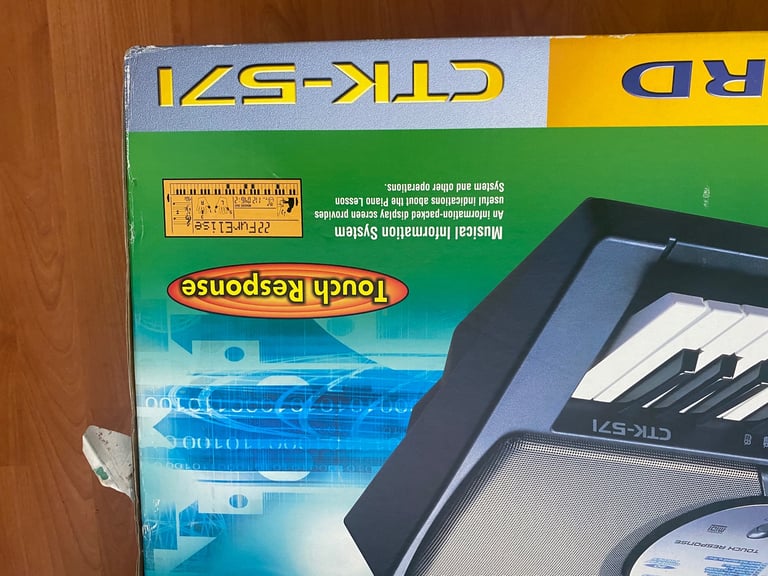 TOUCH RESPONSE
CTK-571
Touch Response
Musical Information System
An information-packed display screen provides
useful indications about the Piano Lesson
System and other operations.
22FurElise
RD
CTK-571